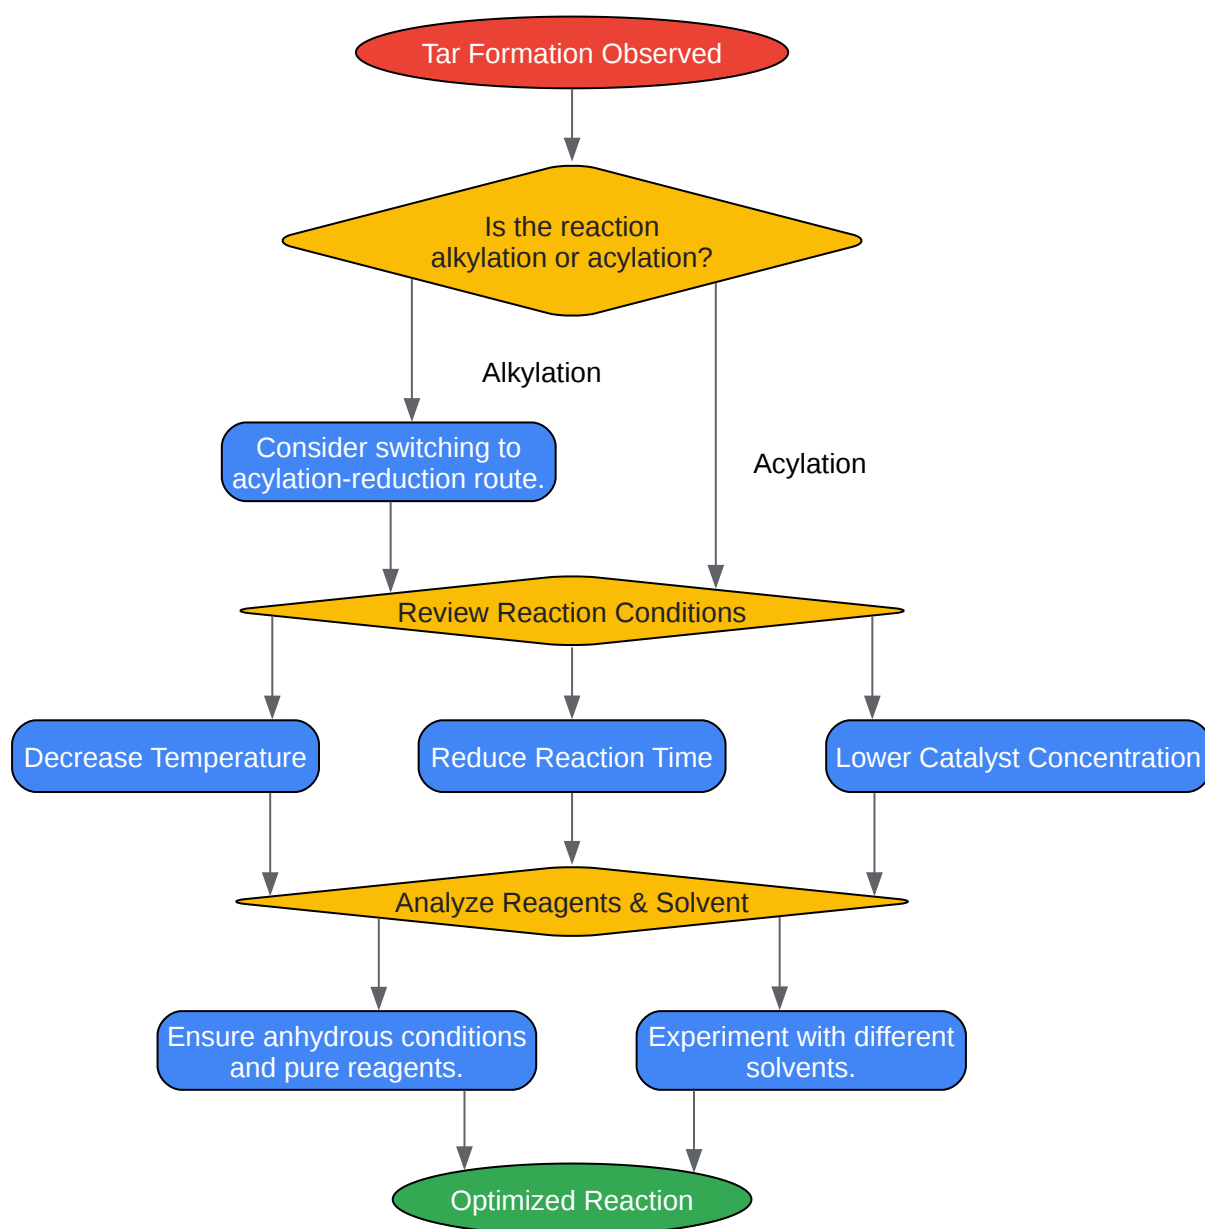 Tar Formation Observed
Is the reaction
alkylation or acylation?
Alkylation
Consider switching to
acylation-reduction route.
Acylation
Review Reaction Conditions
Decrease Temperature
Reduce Reaction Time
Lower Catalyst Concentration
Analyze Reagents & Solvent
Ensure anhydrous conditions
and pure reagents.
Experiment with different
solvents.
Optimized Reaction